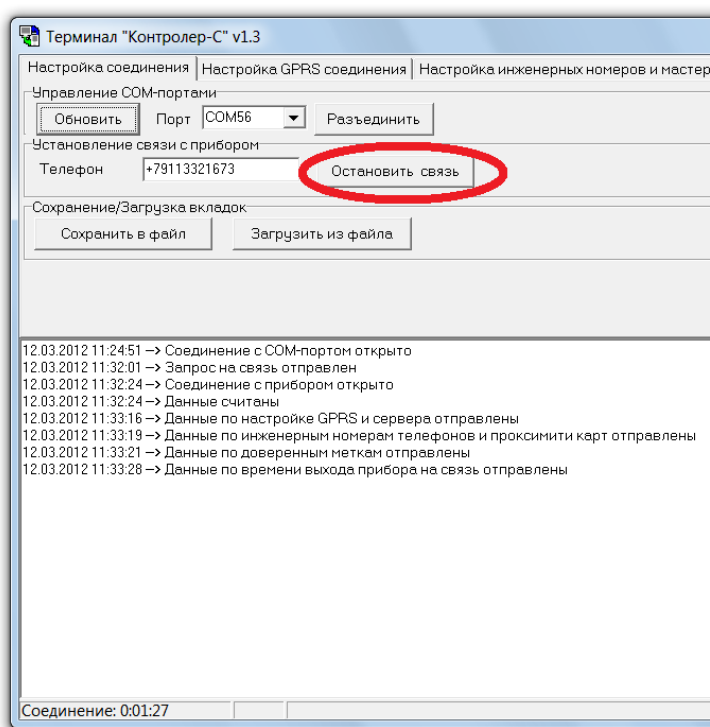 Терминал "Контролер-С" v1.3
Настройка соединения Настройка GPRS соединения Настройка инженерных номеров и мастер
Управление COM-портами
Обновить Порт COM56 Разъединить
Установление связи с прибором
Телефон +79113321673 Остановить связь
Сохранение/Загрузка вкладок
Сохранить в файл Загрузить из файла
12.03.2012 11:24:51 --> Соединение с COM-портом открыто
12.03.2012 11:32:01 --> Запрос на связь отправлен
12.03.2012 11:32:24 --> Соединение с прибором открыто
12.03.2012 11:32:24 --> Данные считаны
12.03.2012 11:33:16 --> Данные по настройке GPRS и сервера отправлены
12.03.2012 11:33:19 --> Данные по инженерным номерам телефонов и проксимити карт отправлены
12.03.2012 11:33:21 --> Данные по доверенным меткам отправлены
12.03.2012 11:33:28 --> Данные по времени выхода прибора на связь отправлены
Соединение: 0:01:27